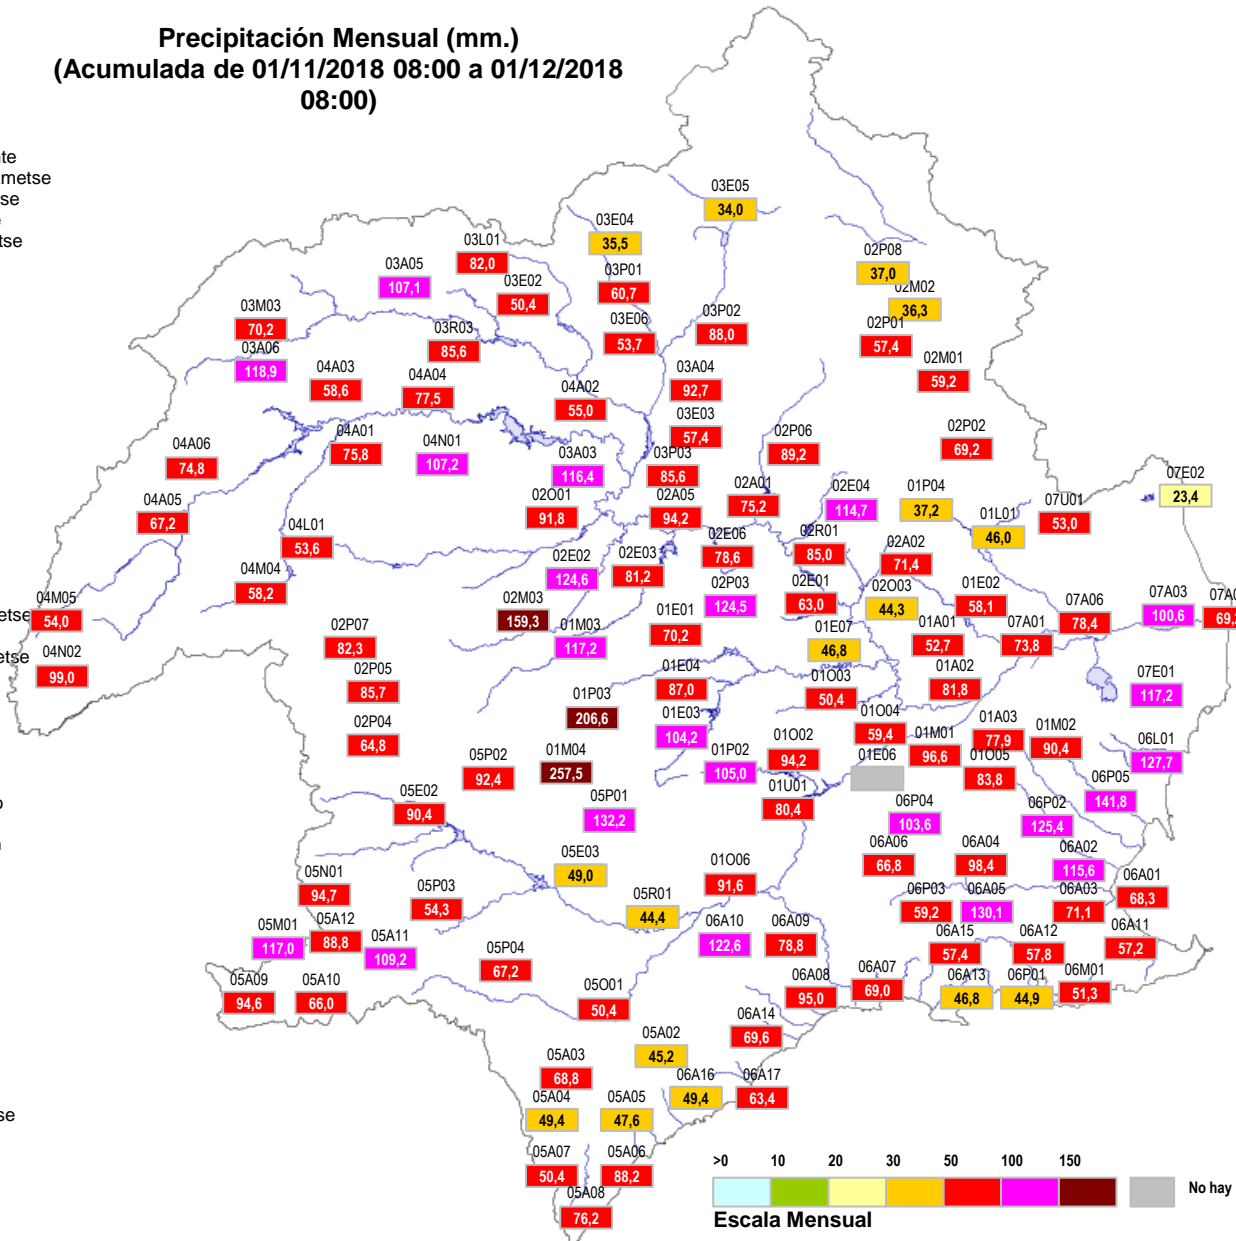 Precipitación Mensual (mm.)
(Acumulada de 01/11/2018 08:00 a 01/12/2018
08:00)
nte
metse
se
e
tse
etse
etse
o
n
se
03E05
34,0
03E04
35,5
03L01
82,0
02P08
37,0
03A05
107,1
03P01
60,7
03E02
50,4
02M02
36,3
03M03
70,2
03P02
88,0
03E06
53,7
02P01
57,4
03R03
85,6
03A06
118,9
02M01
59,2
04A03
58,6
04A04
77,5
03A04
92,7
04A02
55,0
03E03
57,4
04A01
75,8
04A06
74,8
04N01
107,2
02P06
89,2
02P02
69,2
03A03
116,4
03P03
85,6
07E02
23,4
04A05
67,2
02O01
91,8
02A05
94,2
02A01
75,2
02E04
114,7
01P04
37,2
01L01
46,0
07U01
53,0
04L01
53,6
02E06
78,6
02R01
85,0
02A02
71,4
02E02
124,6
02E03
81,2
04M04
58,2
04M05
54,0
02M03
159,3
02P03
124,5
02E01
63,0
02O03
44,3
01E02
58,1
07A06
78,4
07A03
100,6
07A0
69,2
02P07
82,3
01M03
117,2
01E01
70,2
01E07
46,8
01A01
52,7
07A01
73,8
04N02
99,0
02P05
85,7
01P03
206,6
01E04
87,0
01O03
50,4
01A02
81,8
07E01
117,2
02P04
64,8
01E03
104,2
01O04
59,4
01M01
96,6
01A03
77,9
01M02
90,4
06L01
127,7
05P02
92,4
01M04
257,5
01P02
105,0
01O02
94,2
01E06
01O05
83,8
05E02
90,4
05P01
132,2
01U01
80,4
06P04
103,6
06P02
125,4
06P05
141,8
05E03
49,0
06A06
66,8
06A04
98,4
06A02
115,6
05N01
94,7
05P03
54,3
05R01
44,4
01O06
91,6
06P03
59,2
06A05
130,1
06A03
71,1
06A01
68,3
05M01
117,0
05A12
88,8
05A11
109,2
06A10
122,6
06A09
78,8
06A15
57,4
06A12
57,8
06A11
57,2
05P04
67,2
05A09
94,6
05A10
66,0
05O01
50,4
06A08
95,0
06A07
69,0
06A13
46,8
06P01
44,9
06M01
51,3
06A14
69,6
05A02
45,2
05A03
68,8
06A16
49,4
06A17
63,4
05A04
49,4
05A05
47,6
05A07
50,4
05A06
88,2
05A08
76,2
>0 10 20 30 50 100 150
No hay
Escala Mensual